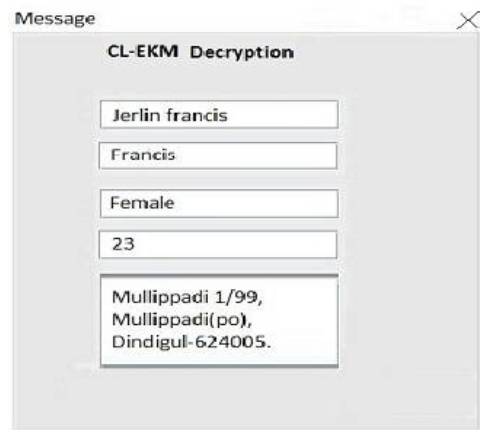 Message
CL-EKM Decryption
Jerlin francis
Francis
Female
23
Mullippadi 1/99,
Mullippadi(po),
Dindigul-624005.